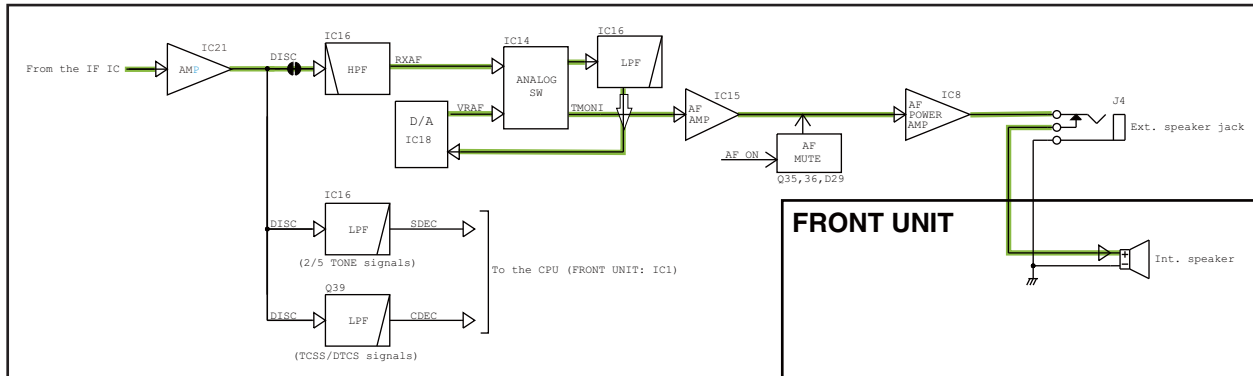 IC21
AMP
From the IF IC
DISC
IC16
HPF
RXAF
IC14
ANALOG
SW
IC16
LPF
D/A
IC18
VRAF
TMONI
IC15
AF
AMP
AF ON
AF
MUTE
Q35,36,D29
IC8
AF
POWER
AMP
J4
Ext. speaker jack
IC16
DISC
LPF
SDEC
(2/5 TONE signals)
To the CPU (FRONT UNIT: IC1)
Q39
DISC
LPF
CDEC
(TCSS/DTCS signals)
FRONT UNIT
+
−
Int. speaker